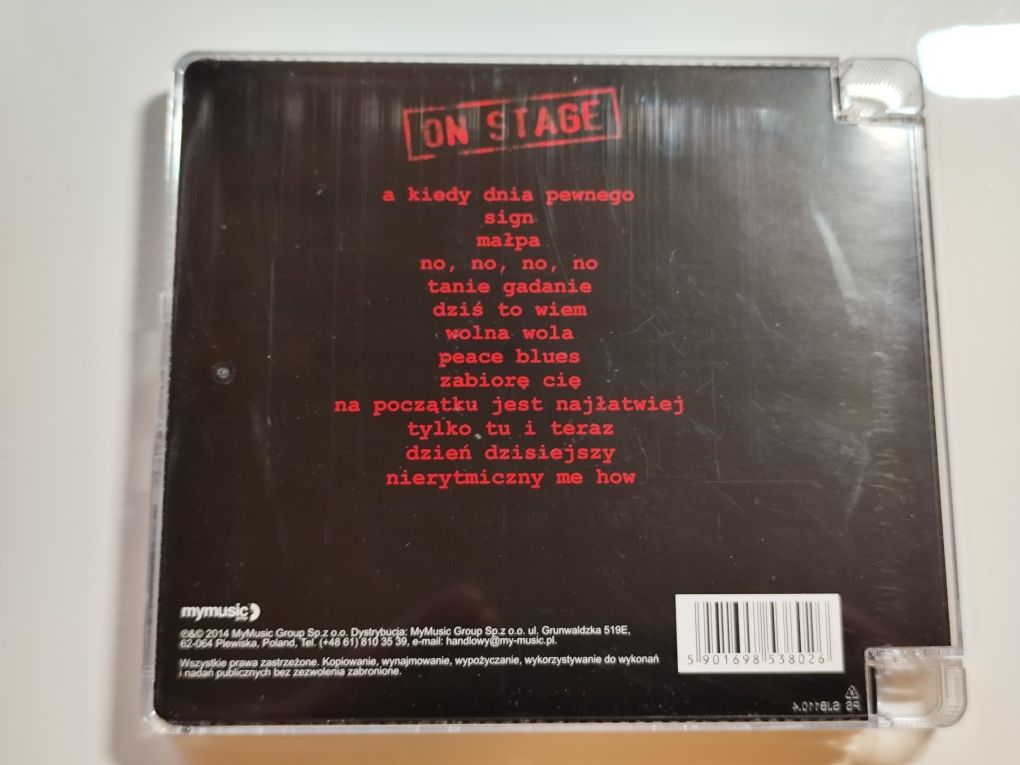 ON STAGE
a kiedy dnia pewnego
sign
małpa
no, no, no, no
tanie gadanie
dziś to wiem
wolna wola
peace blues
zabiorę cię
na początku jest najłatwiej
tylko tu i teraz
dzień dzisiejszy
nierytmiczny me how
mymusic
℗&© 2014 MyMusic Group Sp.z o.o. Dystrybucja: MyMusic Group Sp.z o.o. ul. Grunwaldzka 519E,
62-064 Plewiska, Poland, Tel. (+48 61) 810 35 39, e-mail: handlowy@my-music.pl.
Wszystkie prawa zastrzeżone. Kopiowanie, wynajmowanie, wypożyczanie, wykorzystywanie do wykonań
i nadań publicznych bez zezwolenia zabronione.
5 901698 538026